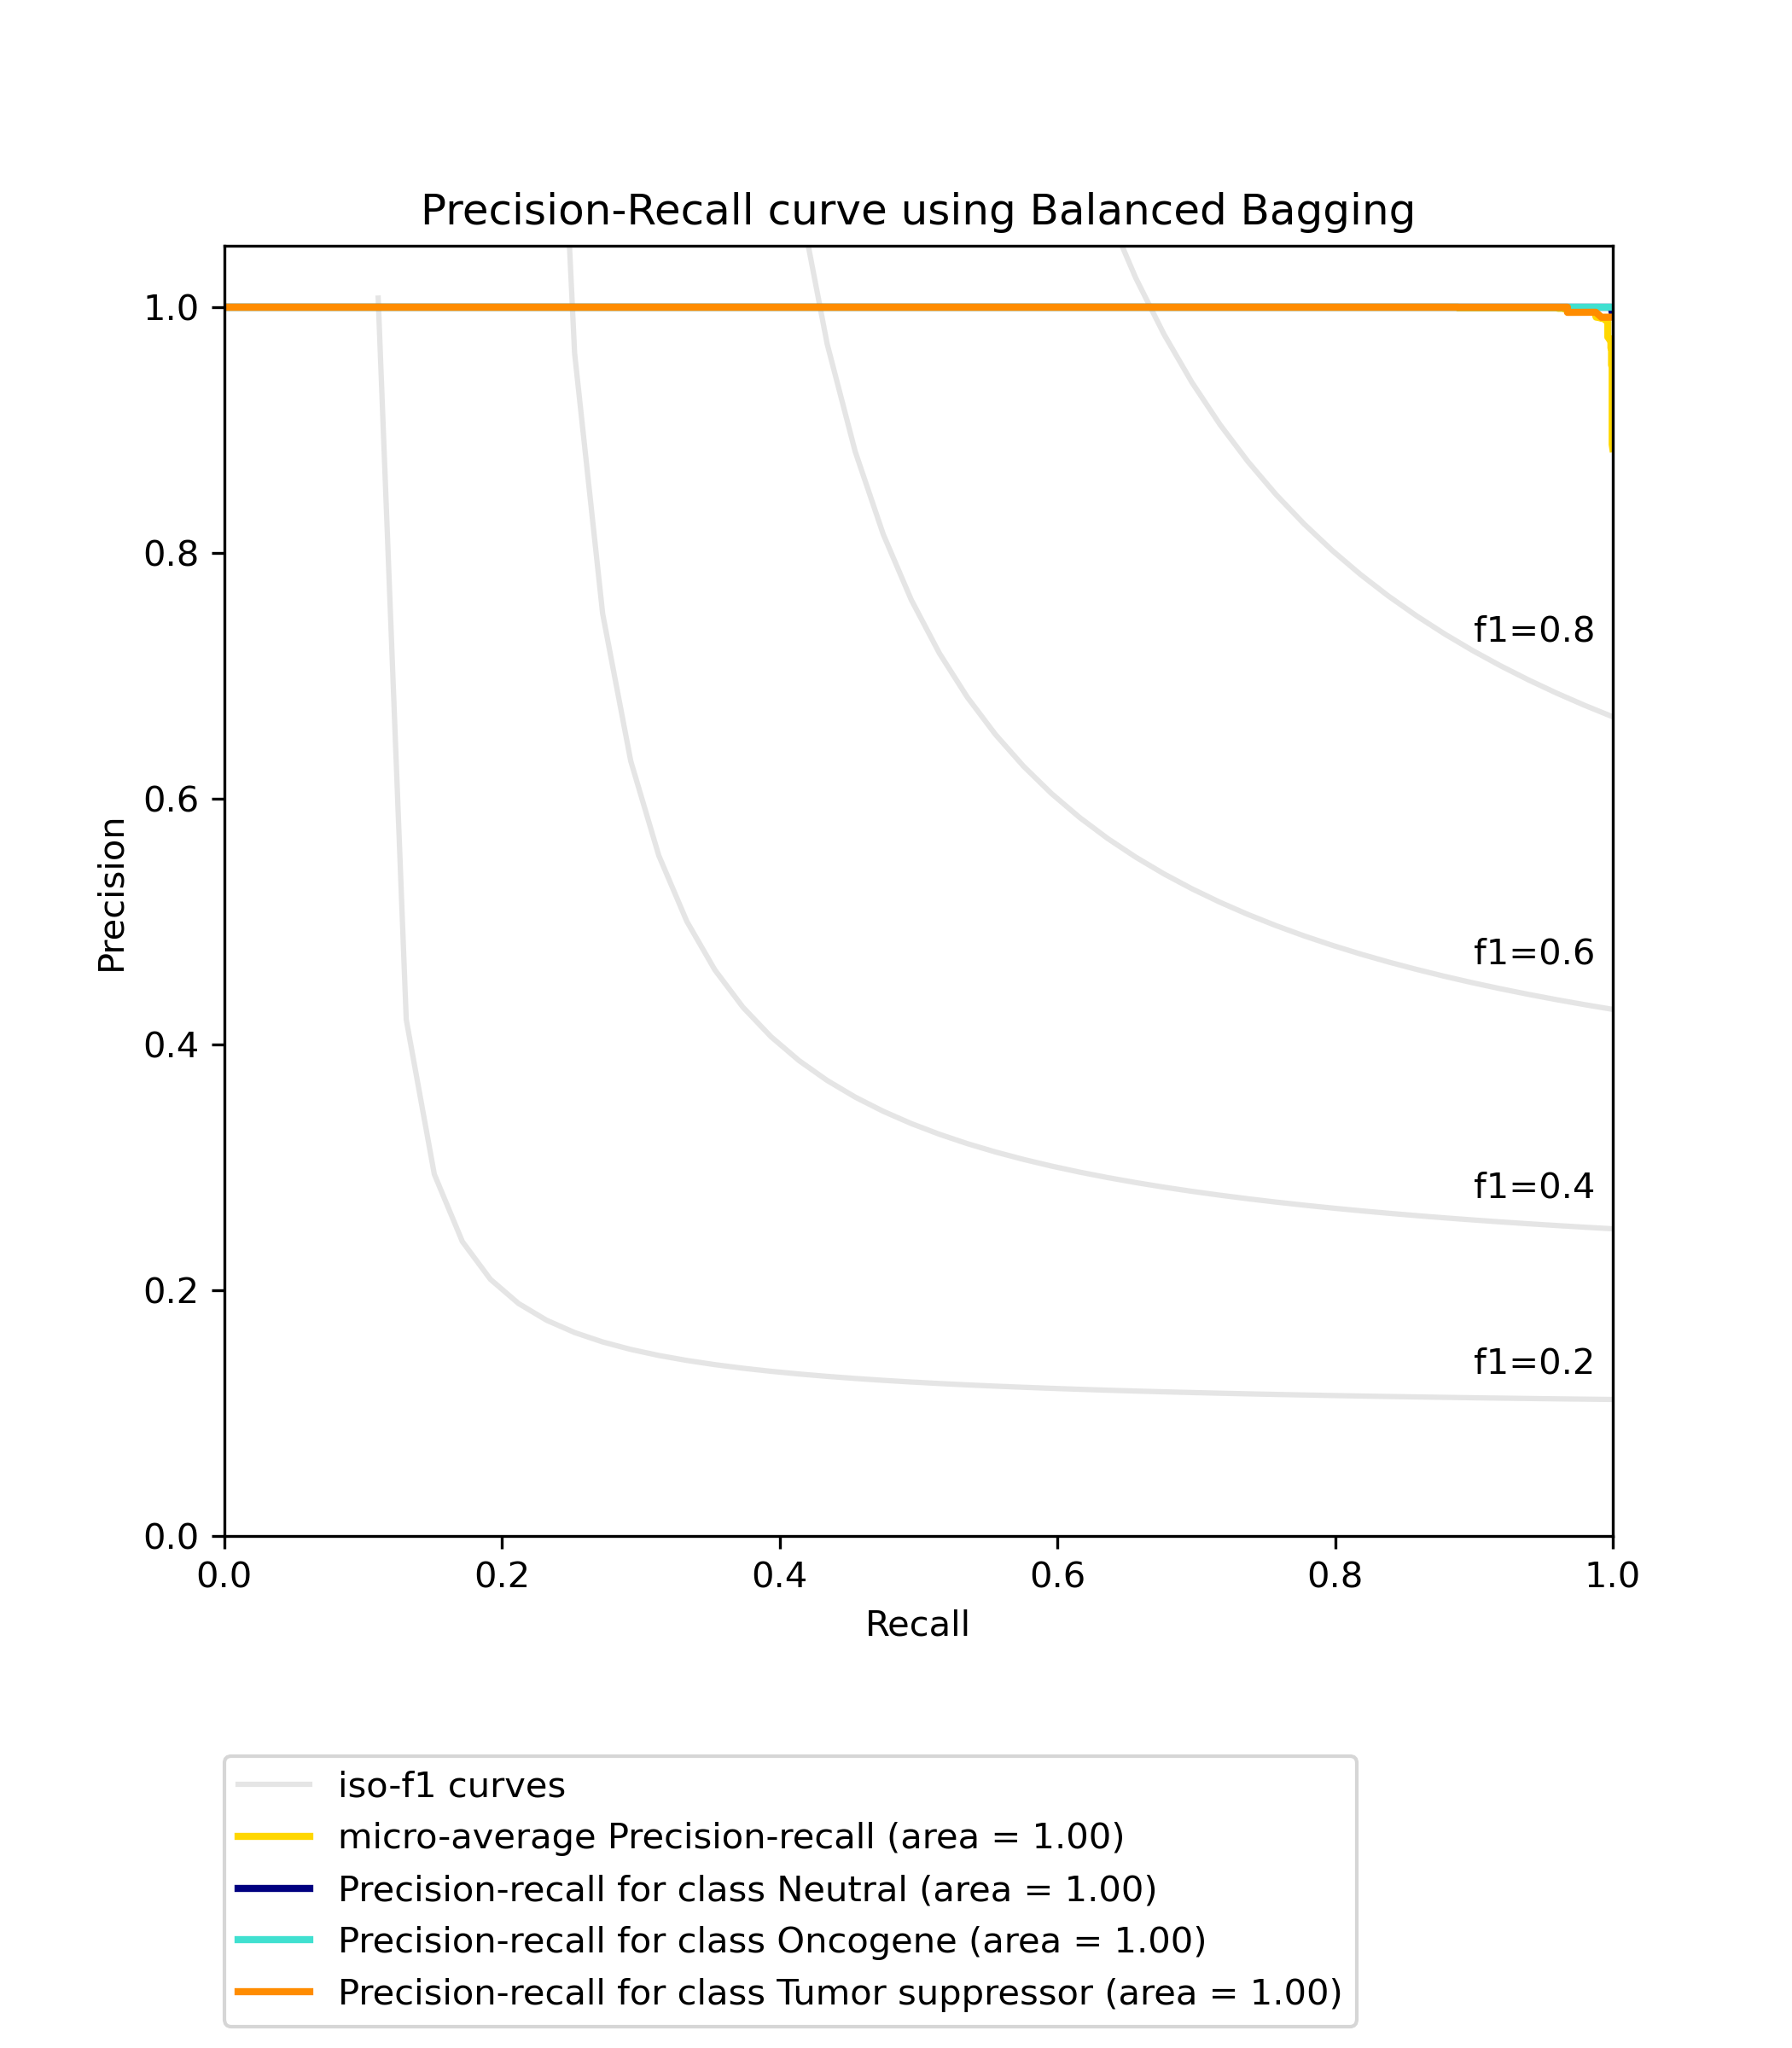 Precision-Recall curve using Balanced Bagging
1.0
0.8
0.6
0.4
0.2
0.0
Precision
f1=0.8
f1=0.6
f1=0.4
f1=0.2
0.0 0.2 0.4 0.6 0.8 1.0
Recall
iso-f1 curves
micro-average Precision-recall (area = 1.00)
Precision-recall for class Neutral (area = 1.00)
Precision-recall for class Oncogene (area = 1.00)
Precision-recall for class Tumor suppressor (area = 1.00)